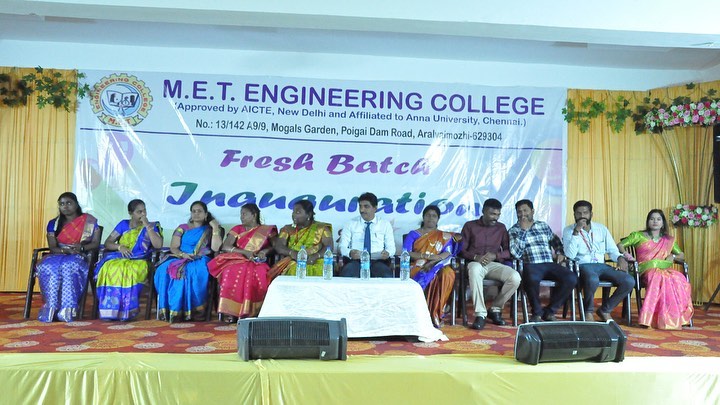 M.E.T. ENGINEERING COLLEGE
(Approved by AICTE, New Delhi and Affiliated to Anna University, Chennai.)
No.: 13/142 A9/9, Mogals Garden, Poigai Dam Road, Aralvaimozhi-629304
Fresh Batch
Inauguration